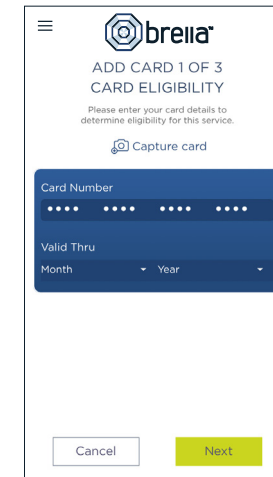 brella
ADD CARD 1 OF 3
CARD ELIGIBILITY
Please enter your card details to
determine eligibility for this service.
Capture card
Card Number
•••• •••• •••• ••••
Valid Thru
Month Year
Cancel Next